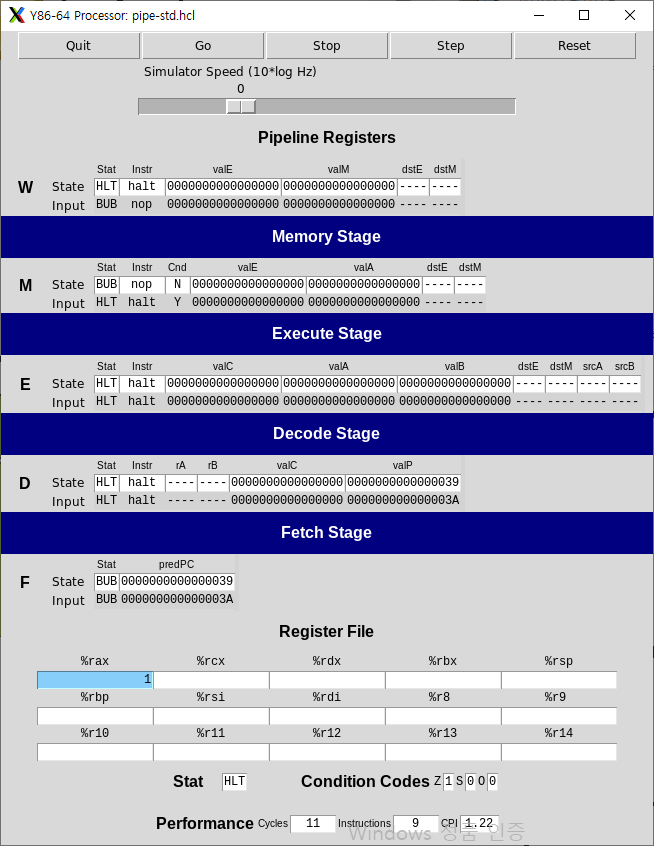 Y86-64 Processor: pipe-std.hcl
Quit Go Stop Step Reset
Simulator Speed (10*log Hz)
0
Pipeline Registers
Stat Instr valE valM dstE dstM
W State HLT halt 0000000000000000 0000000000000000 ---- ----
Input BUB nop 0000000000000000 0000000000000000 ---- ----
Memory Stage
Stat Instr Cnd valE valA dstE dstM
M State BUB nop N 0000000000000000 0000000000000000 ---- ----
Input HLT halt Y 0000000000000000 0000000000000000 ---- ----
Execute Stage
Stat Instr valC valA valB dstE dstM srcA srcB
E State HLT halt 0000000000000000 0000000000000000 0000000000000000 ---- ---- ---- ----
Input HLT halt 0000000000000000 0000000000000000 0000000000000000 ---- ---- ---- ----
Decode Stage
Stat Instr rA rB valC valP
D State HLT halt ---- ---- 0000000000000000 0000000000000039
Input HLT halt ---- ---- 0000000000000000 000000000000003A
Fetch Stage
Stat predPC
F State BUB 0000000000000039
Input BUB 000000000000003A
Register File
%rax %rcx %rdx %rbx %rsp
1
%rbp %rsi %rdi %r8 %r9
%r10 %r11 %r12 %r13 %r14
Stat HLT Condition Codes Z 1 S 0 O 0
Performance Cycles 11 Instructions 9 CPI 1.22
Windows 정품 인증